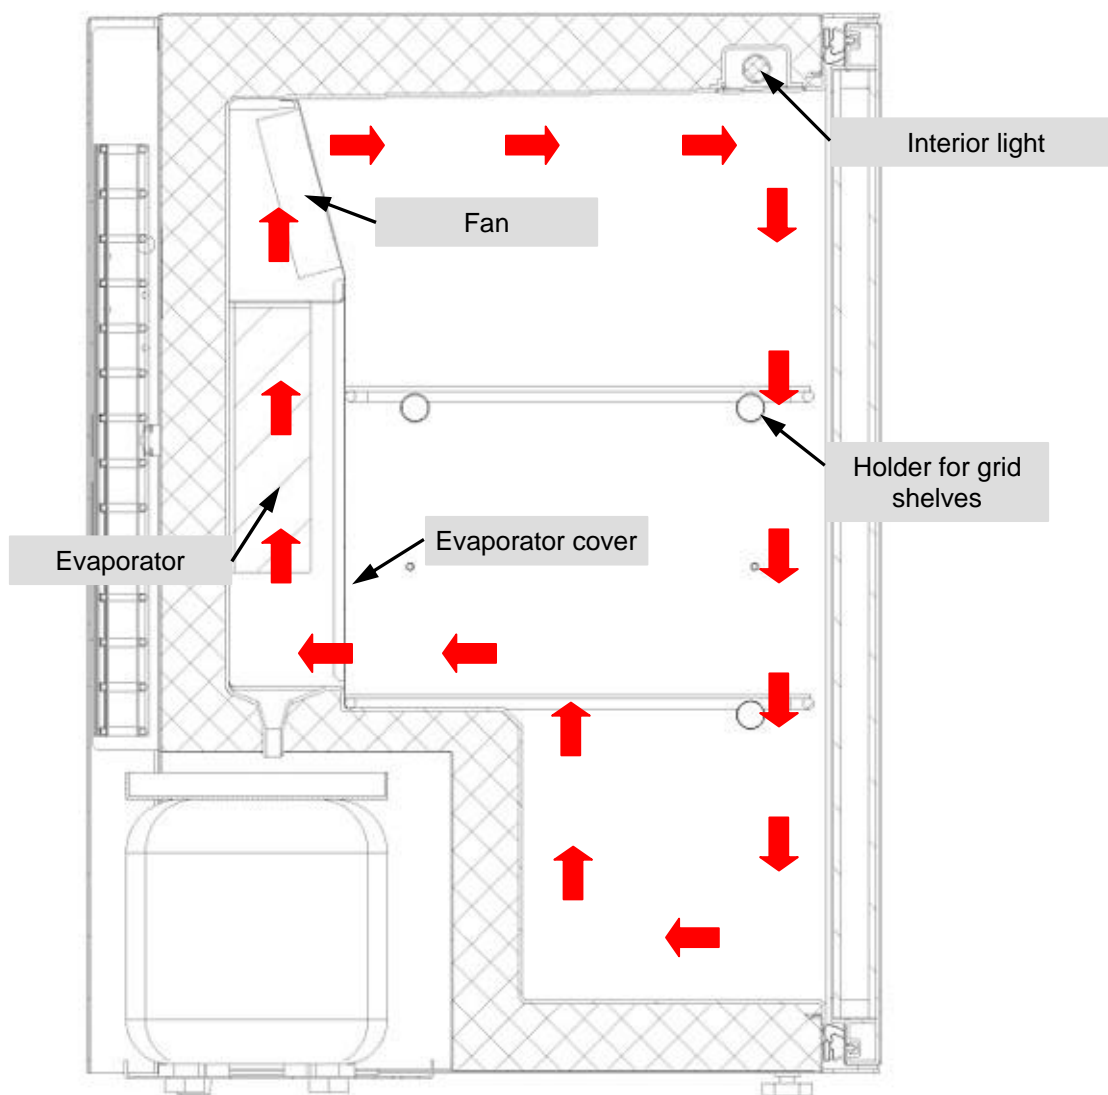 Interior light
Fan
Holder for grid
shelves
Evaporator cover
Evaporator